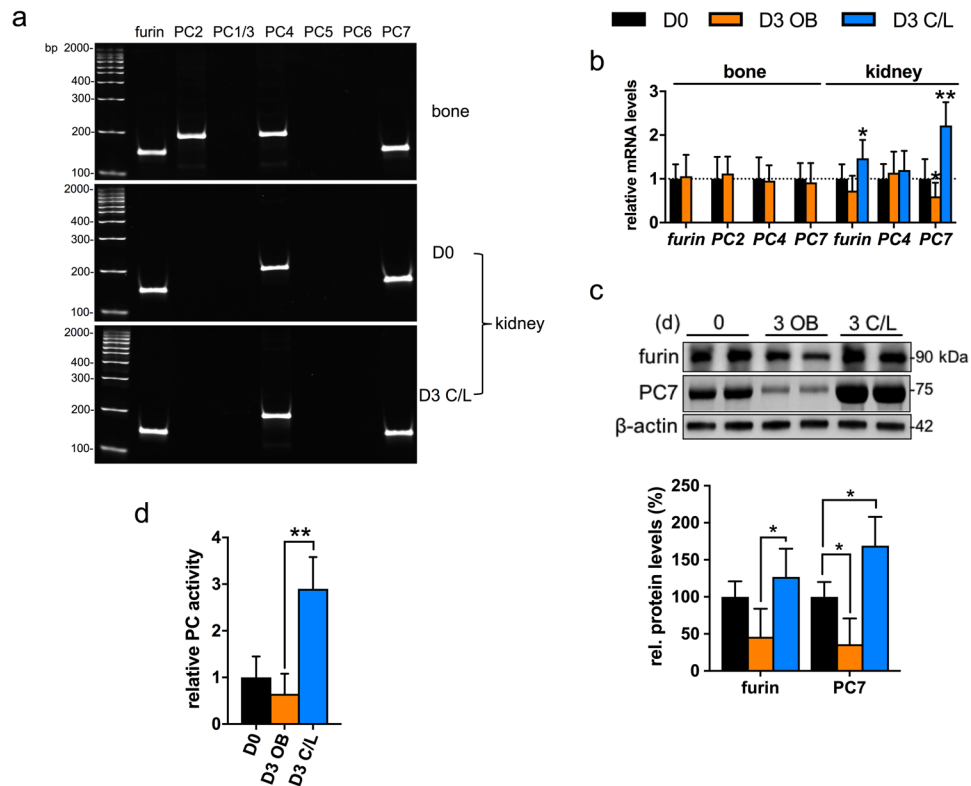 a
furin PC2 PC1/3 PC4 PC5 PC6 PC7
bp 2000-
400-
300-
200-
100-
bone
2000-
400-
300-
200-
100-
D0
2000-
400-
300-
200-
100-
D3 C/L
kidney
D0 D3 OB D3 C/L
b
bone kidney
relative mRNA levels
3
2
1
0
* * **
furin PC2 PC4 PC7 furin PC4 PC7
c
(d) 0 3 OB 3 C/L
furin -90 kDa
PC7 -75
β-actin -42
rel. protein levels (%)
250
200
150
100
50
0
* * *
furin PC7
d
relative PC activity
4
3
2
1
0
**
D0 D3 OB D3 C/L